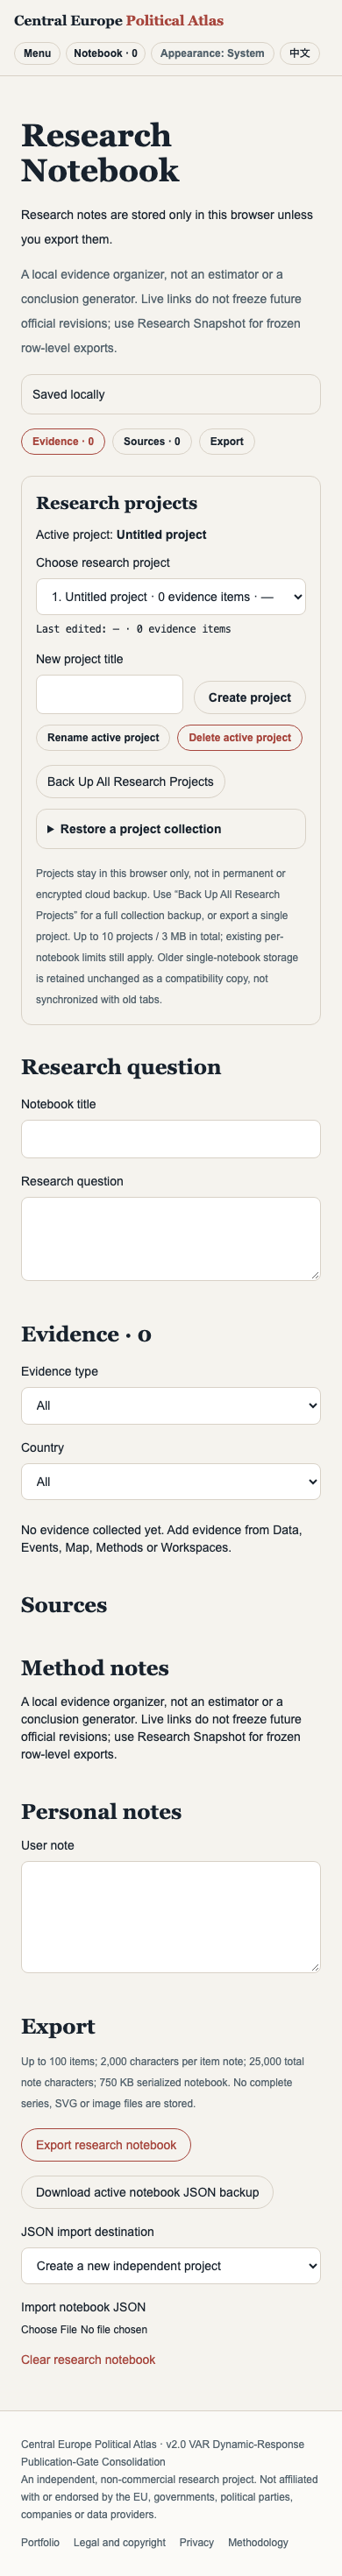 Central Europe Political Atlas
Menu
Notebook · 0
Appearance: System
中文
Research
Notebook
Research notes are stored only in this browser unless
you export them.
A local evidence organizer, not an estimator or a
conclusion generator. Live links do not freeze future
official revisions; use Research Snapshot for frozen
row-level exports.
Saved locally
Evidence · 0
Sources · 0
Export
Research projects
Active project: Untitled project
Choose research project
1. Untitled project · 0 evidence items · —
Last edited: — · 0 evidence items
New project title
Create project
Rename active project
Delete active project
Back Up All Research Projects
▶ Restore a project collection
Projects stay in this browser only, not in permanent or
encrypted cloud backup. Use “Back Up All Research
Projects” for a full collection backup, or export a single
project. Up to 10 projects / 3 MB in total; existing per-
notebook limits still apply. Older single-notebook storage
is retained unchanged as a compatibility copy, not
synchronized with old tabs.
Research question
Notebook title
Research question
Evidence · 0
Evidence type
All
Country
All
No evidence collected yet. Add evidence from Data,
Events, Map, Methods or Workspaces.
Sources
Method notes
A local evidence organizer, not an estimator or a
conclusion generator. Live links do not freeze future
official revisions; use Research Snapshot for frozen
row-level exports.
Personal notes
User note
Export
Up to 100 items; 2,000 characters per item note; 25,000 total
note characters; 750 KB serialized notebook. No complete
series, SVG or image files are stored.
Export research notebook
Download active notebook JSON backup
JSON import destination
Create a new independent project
Import notebook JSON
Choose File No file chosen
Clear research notebook
Central Europe Political Atlas · v2.0 VAR Dynamic-Response
Publication-Gate Consolidation
An independent, non-commercial research project. Not affiliated
with or endorsed by the EU, governments, political parties,
companies or data providers.
Portfolio
Legal and copyright
Privacy
Methodology